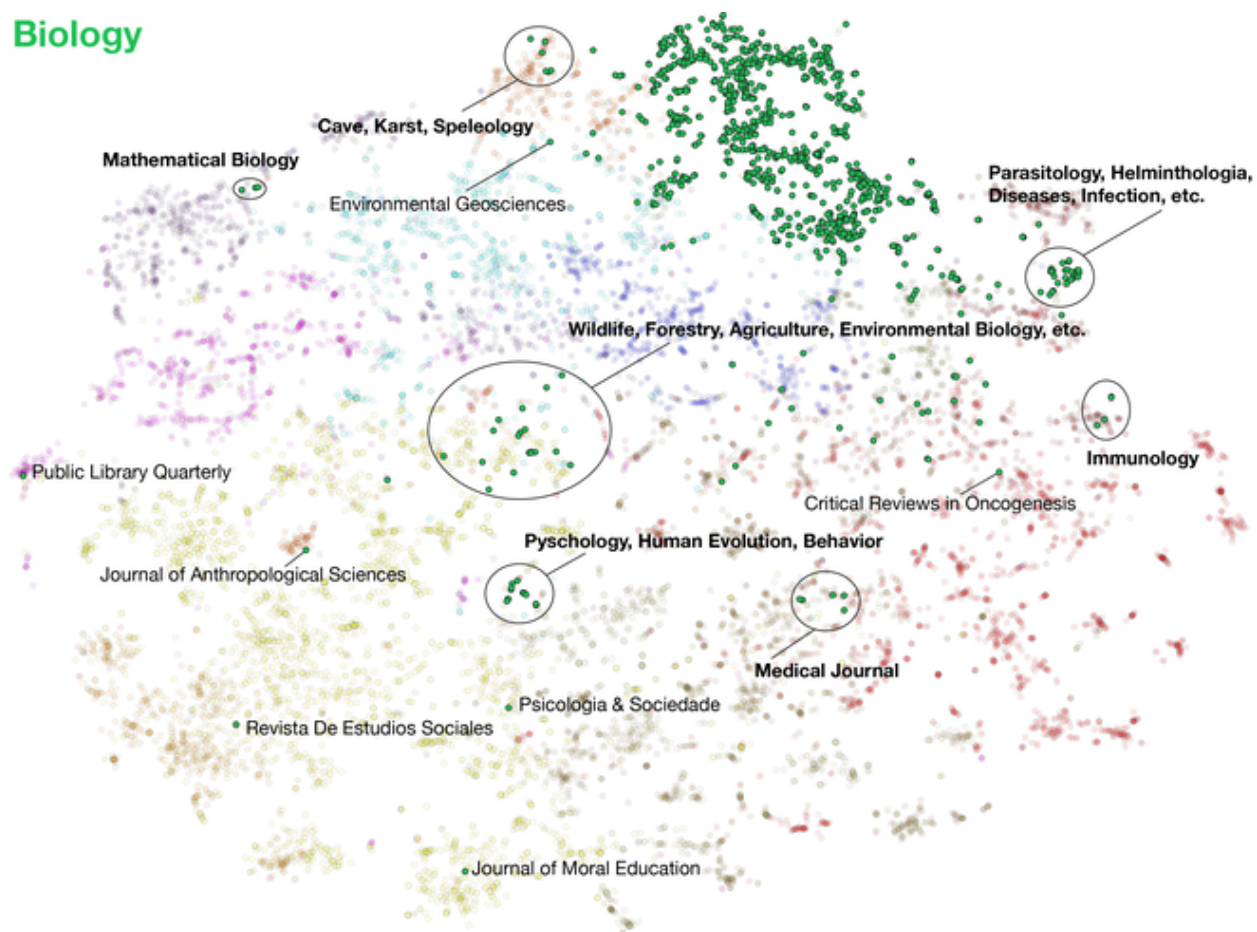 Biology
Cave, Karst, Speleology
Mathematical Biology
Parasitology, Helminthologia,
Diseases, Infection, etc.
Environmental Geosciences
Wildlife, Forestry, Agriculture, Environmental Biology, etc.
Public Library Quarterly
Immunology
Critical Reviews in Oncogenesis
Pyschology, Human Evolution, Behavior
Journal of Anthropological Sciences
Medical Journal
Psicologia & Sociedade
Revista De Estudios Sociales
Journal of Moral Education